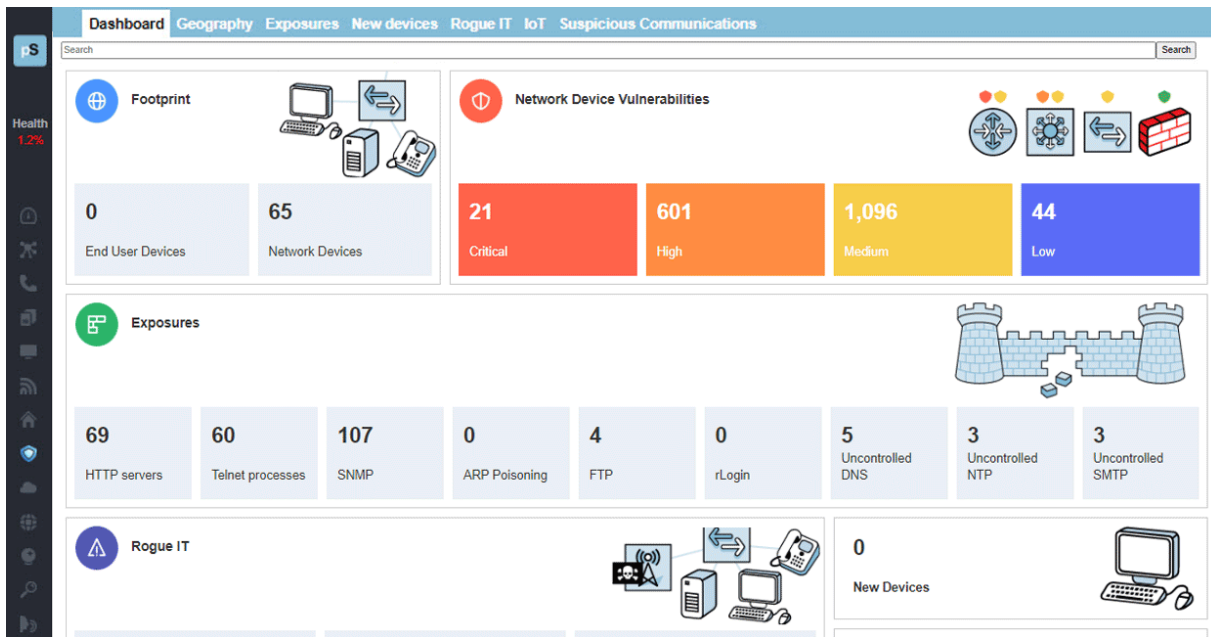 Dashboard Geography Exposures New devices Rogue IT IoT Suspicious Communications
pS
Search Search
Health
1.2%
Footprint
0 65
End User Devices Network Devices
Network Device Vulnerabilities
21 601 1,096 44
Critical High Medium Low
Exposures
69 60 107 0 4 0 5 3 3
HTTP servers Telnet processes SNMP ARP Poisoning FTP rLogin Uncontrolled Uncontrolled Uncontrolled
DNS NTP SMTP
Rogue IT
0
New Devices